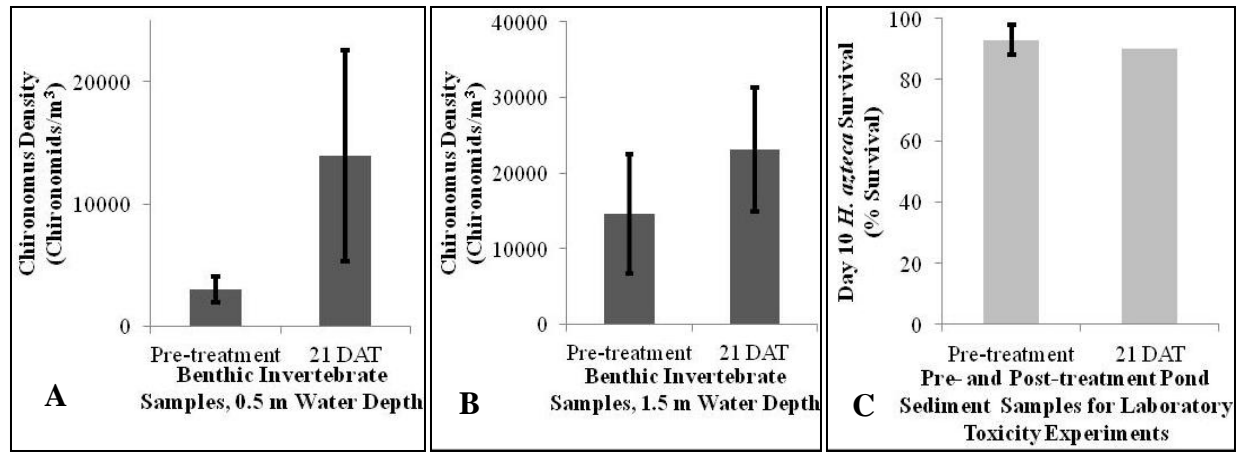 Chironomus Density
(Chironomids/m³)
20000
10000
0
Pre-treatment 21 DAT
Benthic Invertebrate
Samples, 0.5 m Water Depth
A
Chironomus Density
(Chironomids/m³)
40000
30000
20000
10000
0
Pre-treatment 21 DAT
Benthic Invertebrate
Samples, 1.5 m Water Depth
B
Day 10 H. azteca Survival
(% Survival)
100
80
60
40
20
0
Pre-treatment 21 DAT
Pre- and Post-treatment Pond
Sediment Samples for Laboratory
Toxicity Experiments
C